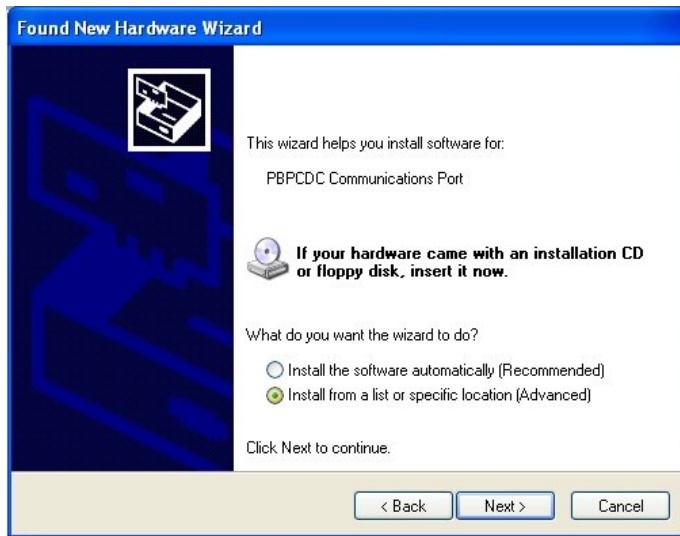 Found New Hardware Wizard
This wizard helps you install software for:
PBPCDC Communications Port
If your hardware came with an installation CD
or floppy disk, insert it now.
What do you want the wizard to do?
Install the software automatically (Recommended)
Install from a list or specific location (Advanced)
Click Next to continue.
< Back
Next >
Cancel